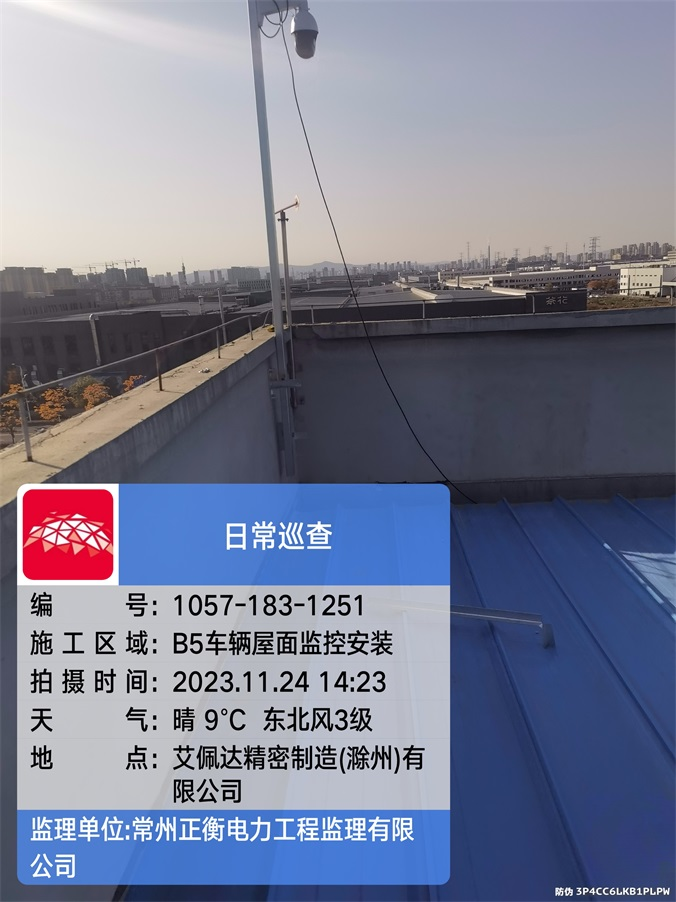 日常巡查
编号：1057-183-1251
施工区域：B5车辆屋面监控安装
拍摄时间：2023.11.24 14:23
天气：晴 9℃ 东北风3级
地点：艾佩达精密制造(滁州)有
限公司
监理单位:常州正衡电力工程监理有限
公司
防伪 3P4CC6LKB1PLPW